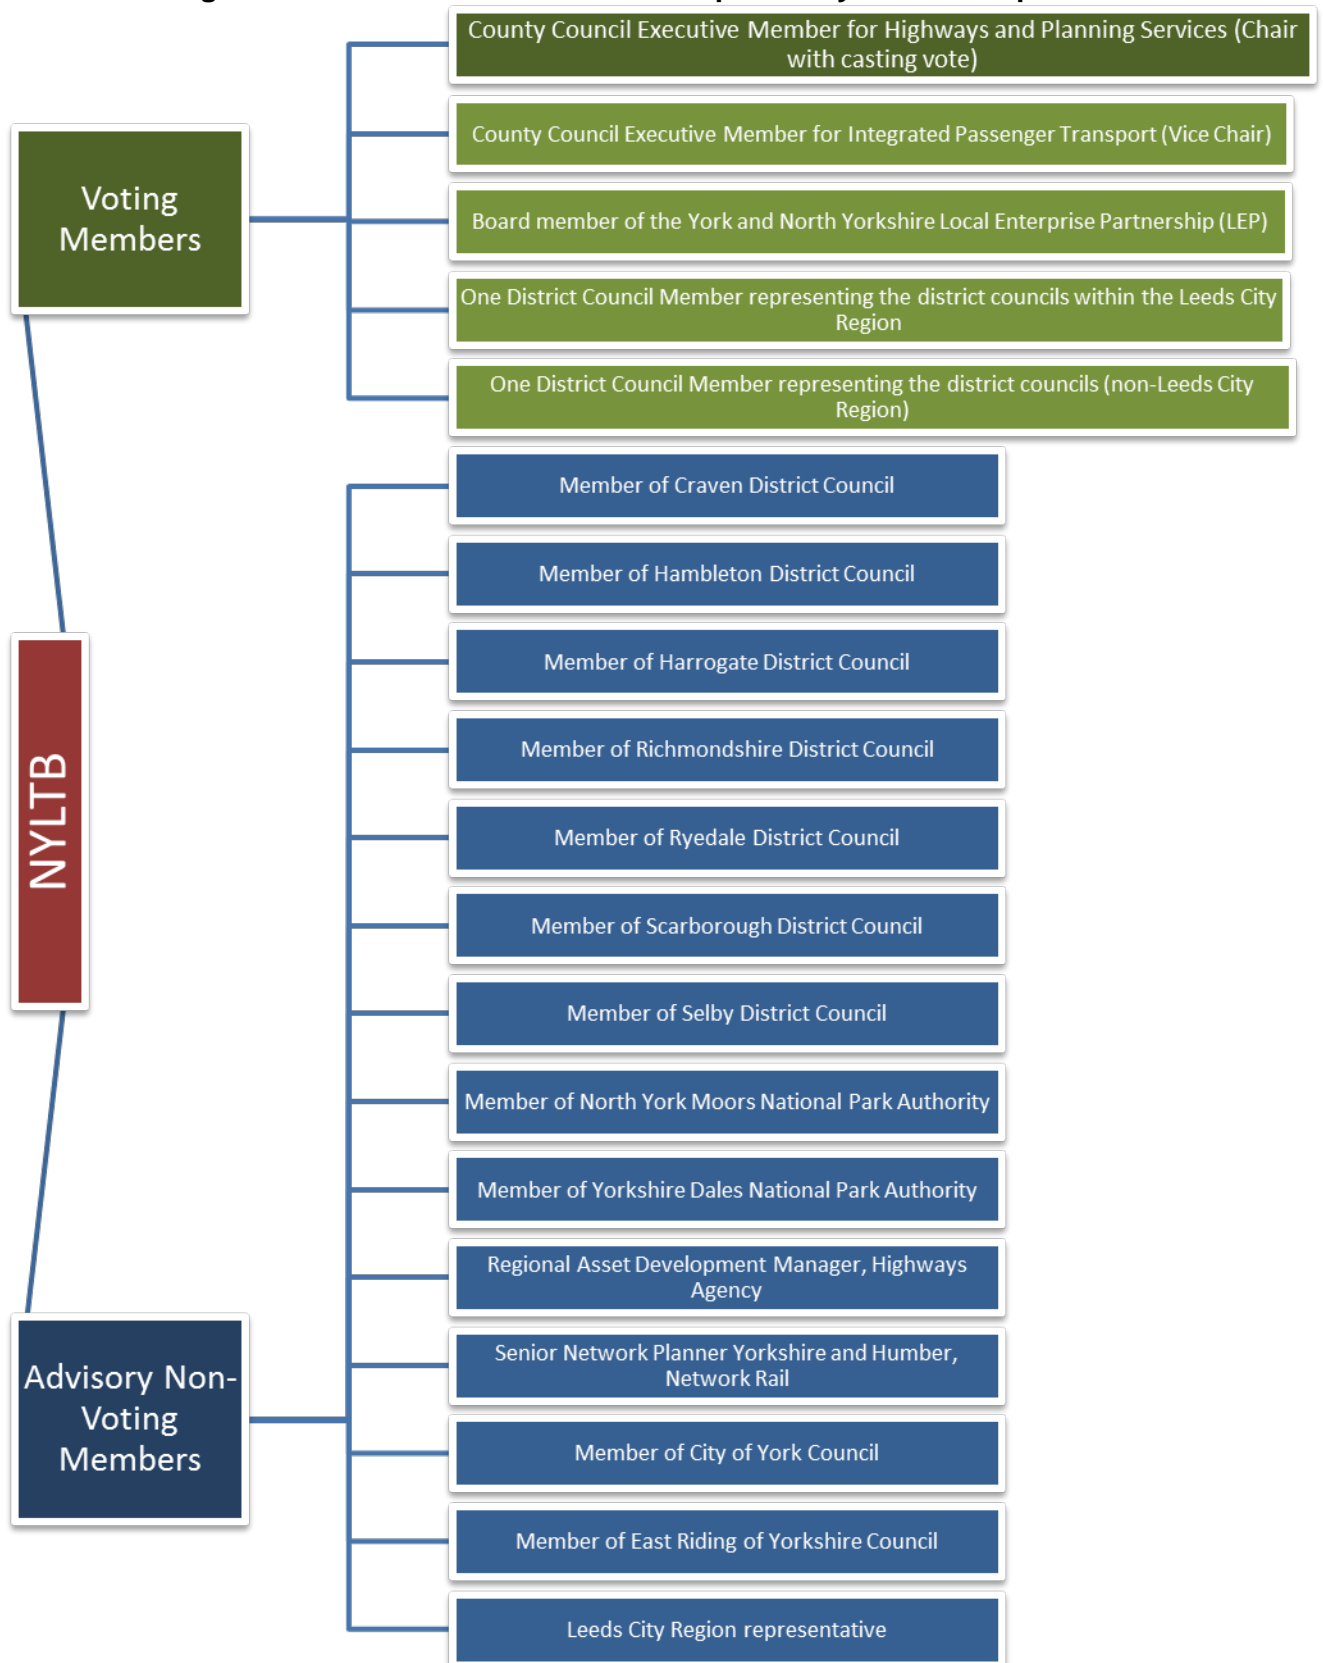 County Council Executive Member for Highways and Planning Services (Chair
with casting vote)
County Council Executive Member for Integrated Passenger Transport (Vice Chair)
Voting
Members
Board member of the York and North Yorkshire Local Enterprise Partnership (LEP)
One District Council Member representing the district councils within the Leeds City
Region
One District Council Member representing the district councils (non-Leeds City
Region)
Member of Craven District Council
Member of Hambleton District Council
Member of Harrogate District Council
Member of Richmondshire District Council
NYLTB
Member of Ryedale District Council
Member of Scarborough District Council
Member of Selby District Council
Member of North York Moors National Park Authority
Member of Yorkshire Dales National Park Authority
Regional Asset Development Manager, Highways
Agency
Senior Network Planner Yorkshire and Humber,
Network Rail
Advisory Non-
Voting
Members
Member of City of York Council
Member of East Riding of Yorkshire Council
Leeds City Region representative